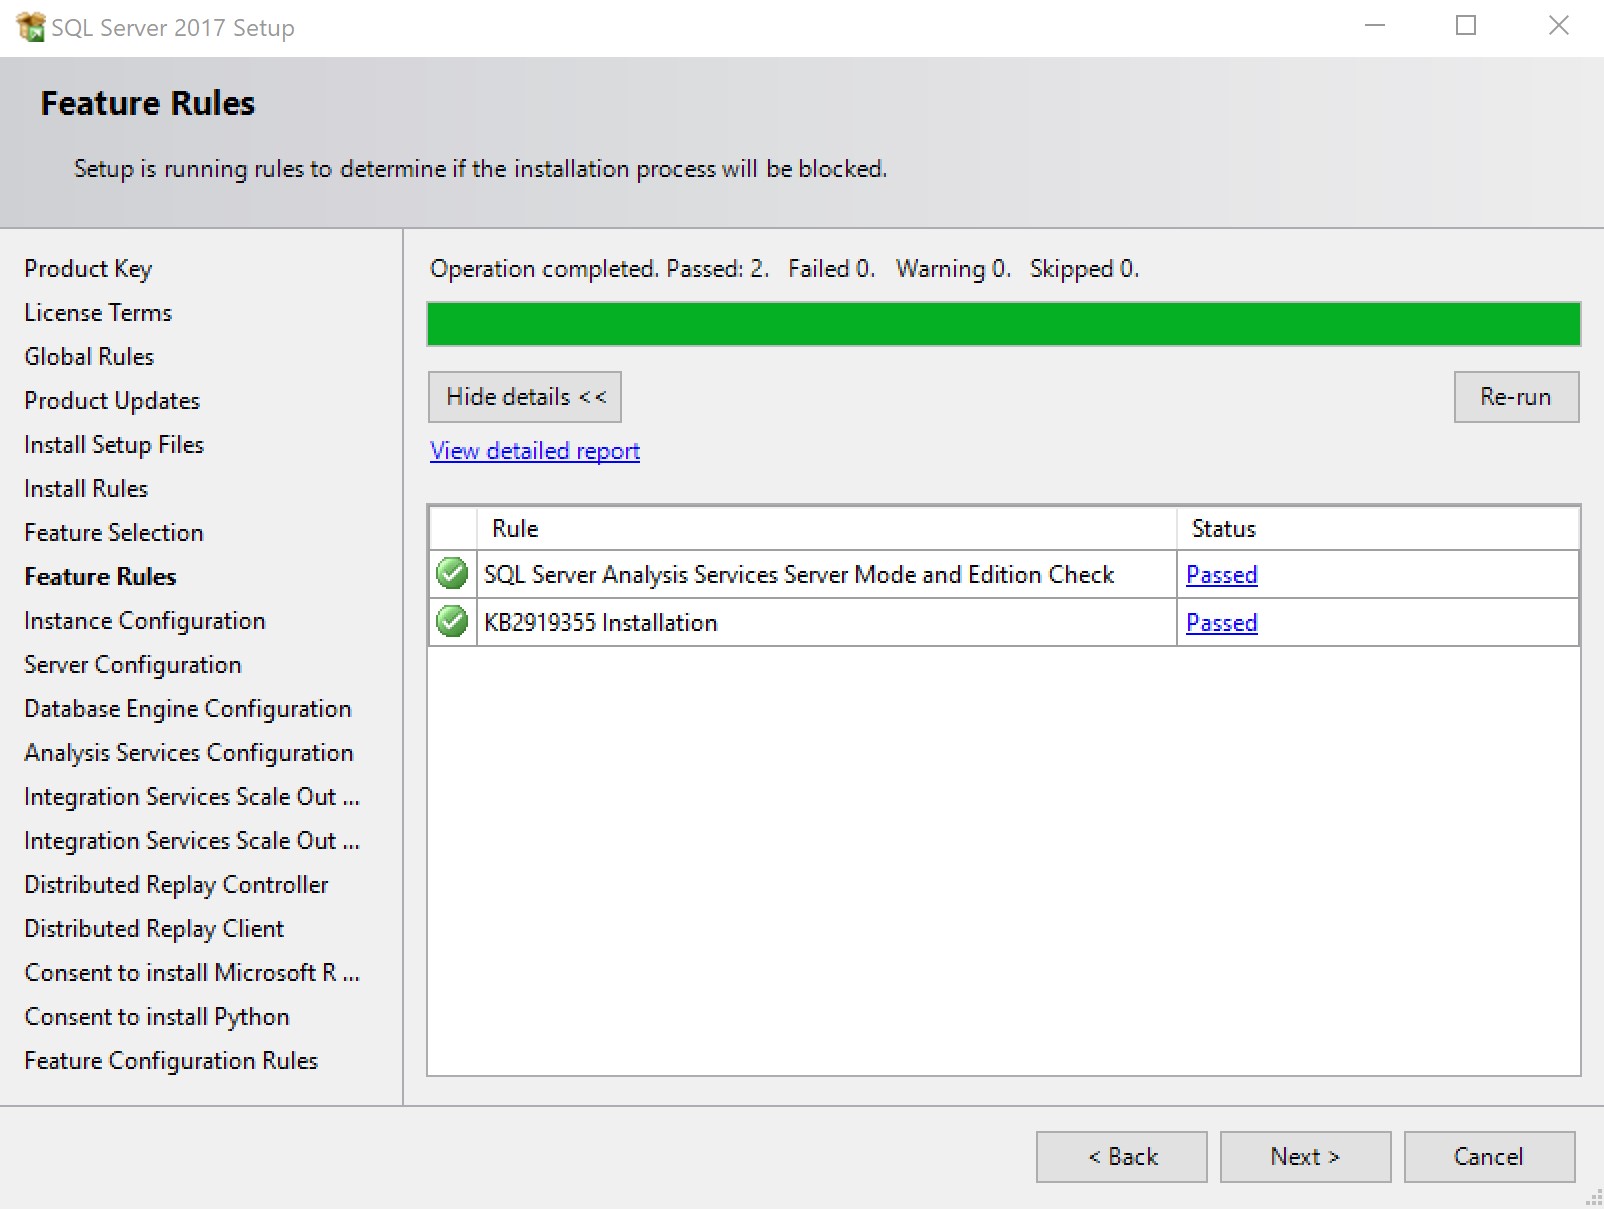 SQL Server 2017 Setup
Feature Rules
Setup is running rules to determine if the installation process will be blocked.
Product Key
License Terms
Global Rules
Product Updates
Install Setup Files
Install Rules
Feature Selection
Feature Rules
Instance Configuration
Server Configuration
Database Engine Configuration
Analysis Services Configuration
Integration Services Scale Out ...
Integration Services Scale Out ...
Distributed Replay Controller
Distributed Replay Client
Consent to install Microsoft R ...
Consent to install Python
Feature Configuration Rules
Operation completed. Passed: 2.   Failed 0.   Warning 0.   Skipped 0.
Hide details <<
Re-run
View detailed report
Rule Status
SQL Server Analysis Services Server Mode and Edition Check Passed
KB2919355 Installation Passed
< Back Next > Cancel